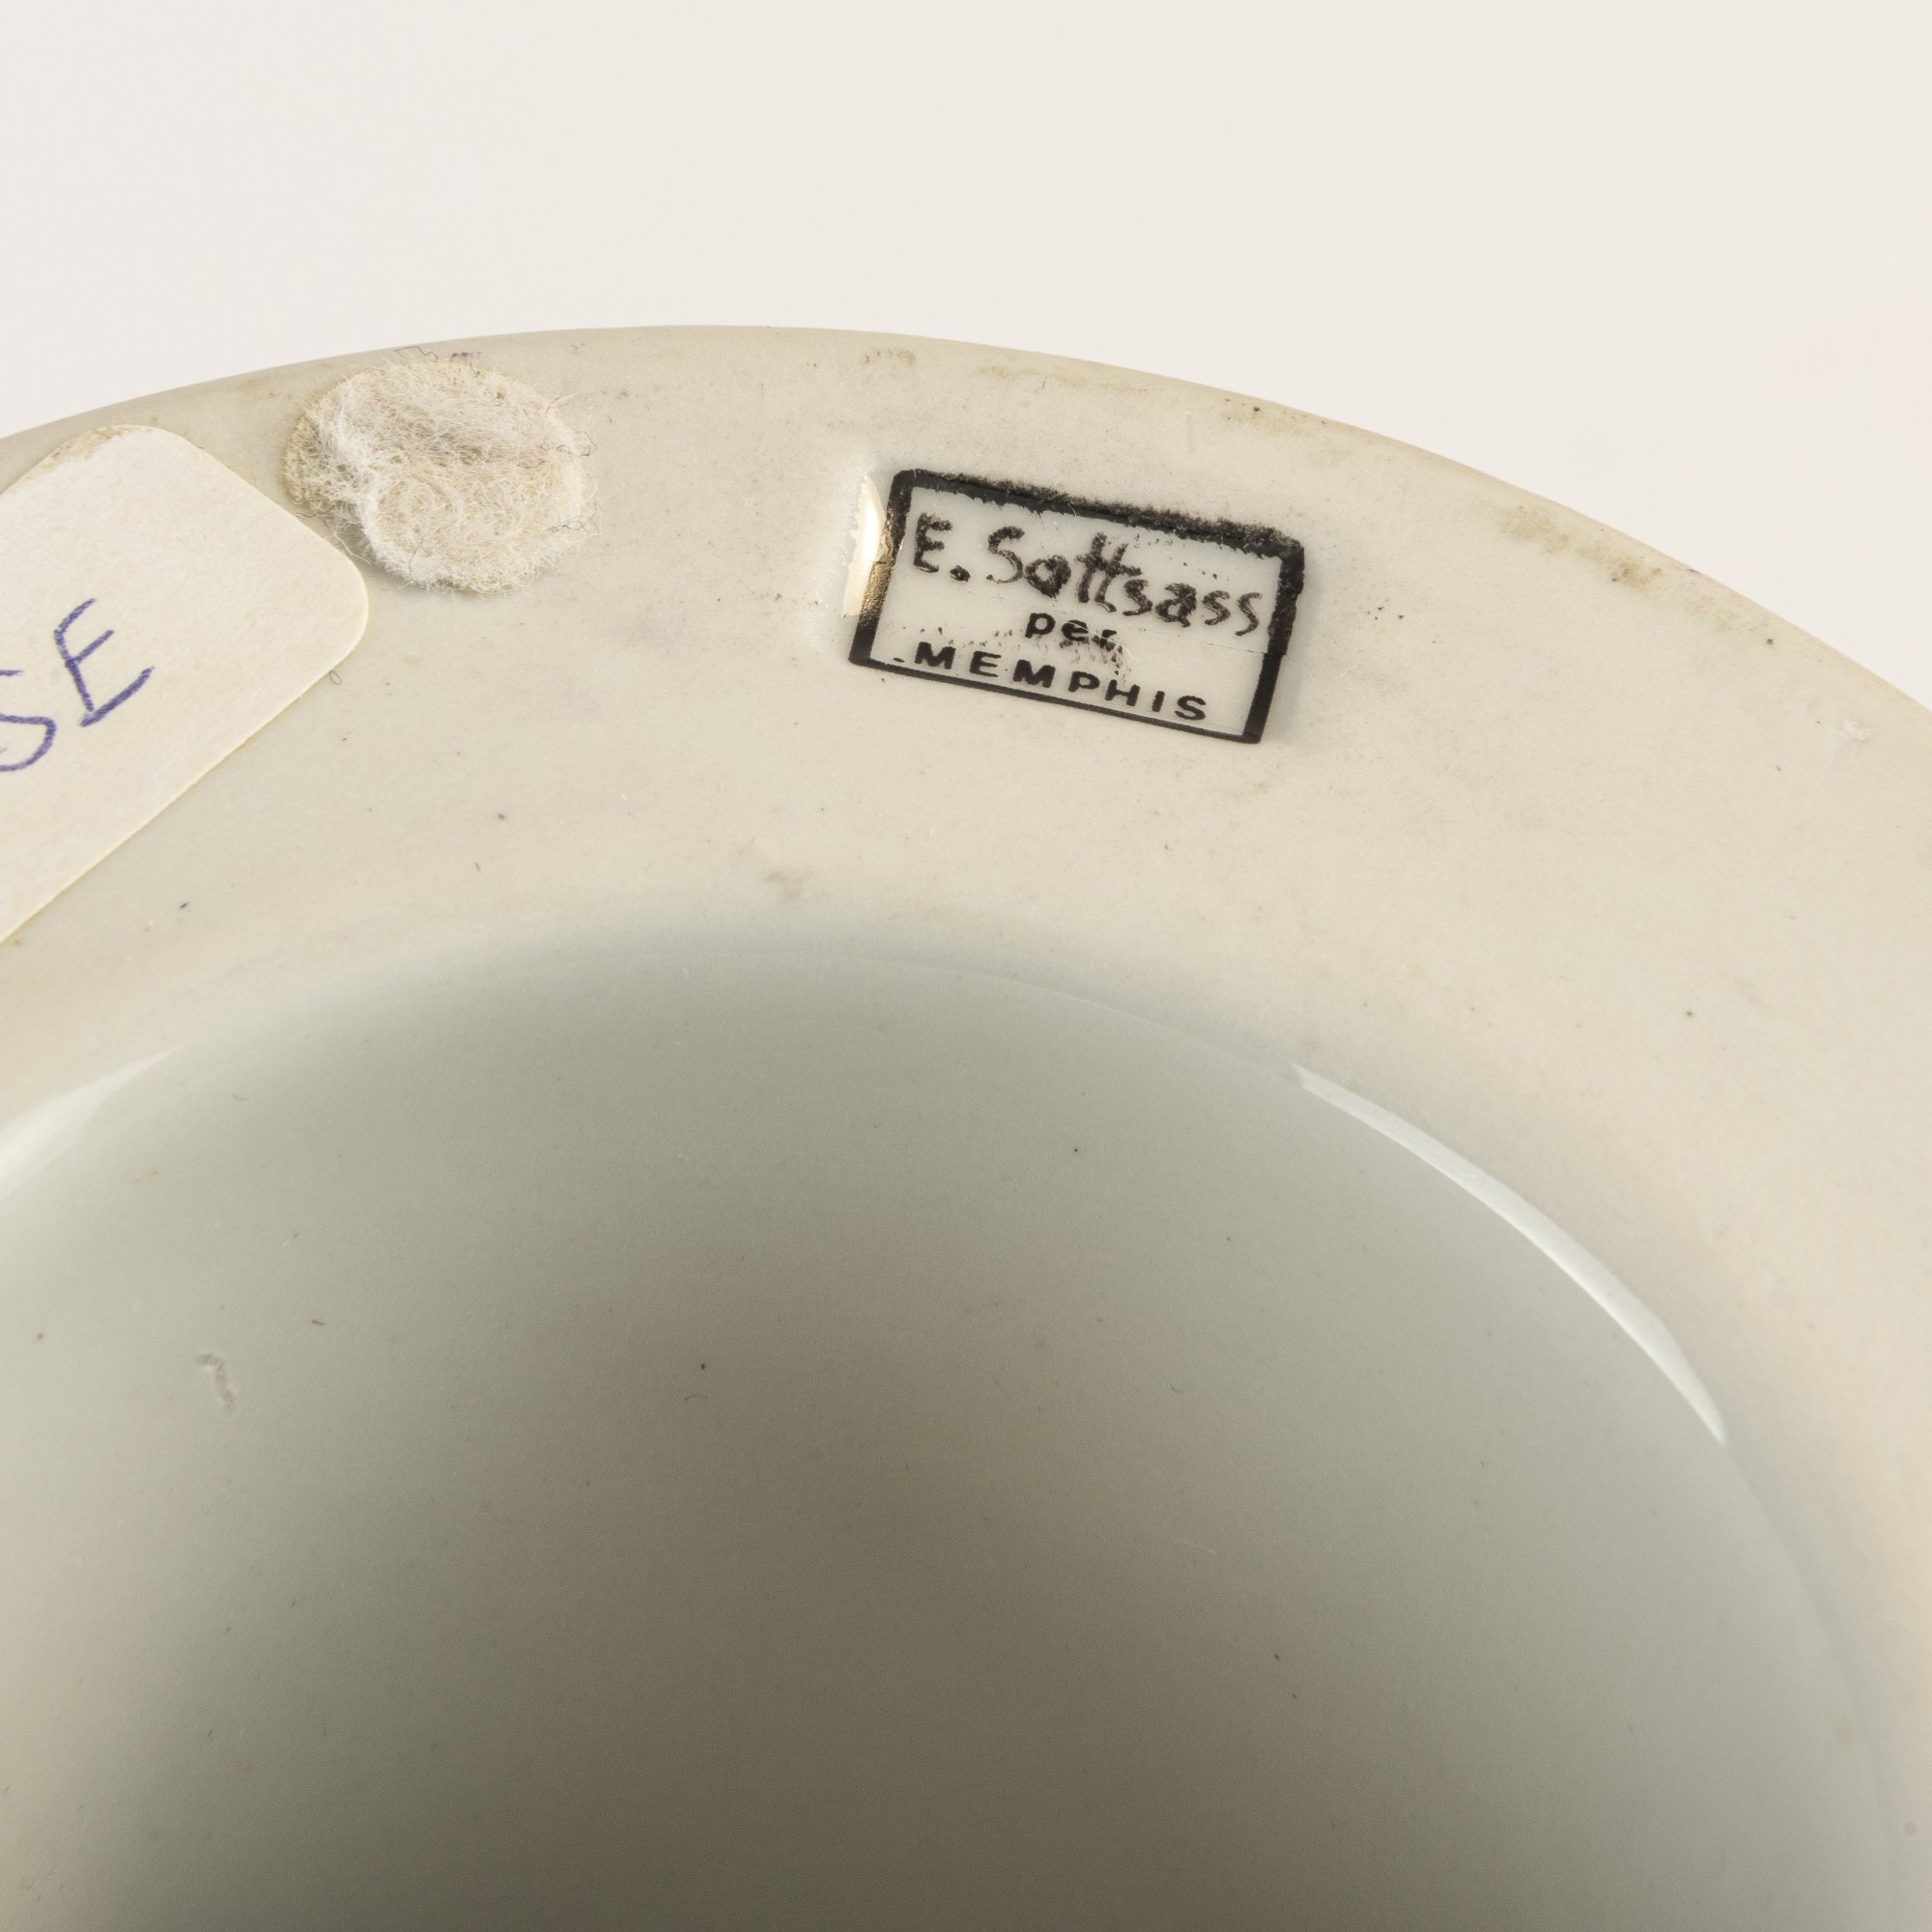 SE
E. Sottsass
per
MEMPHIS